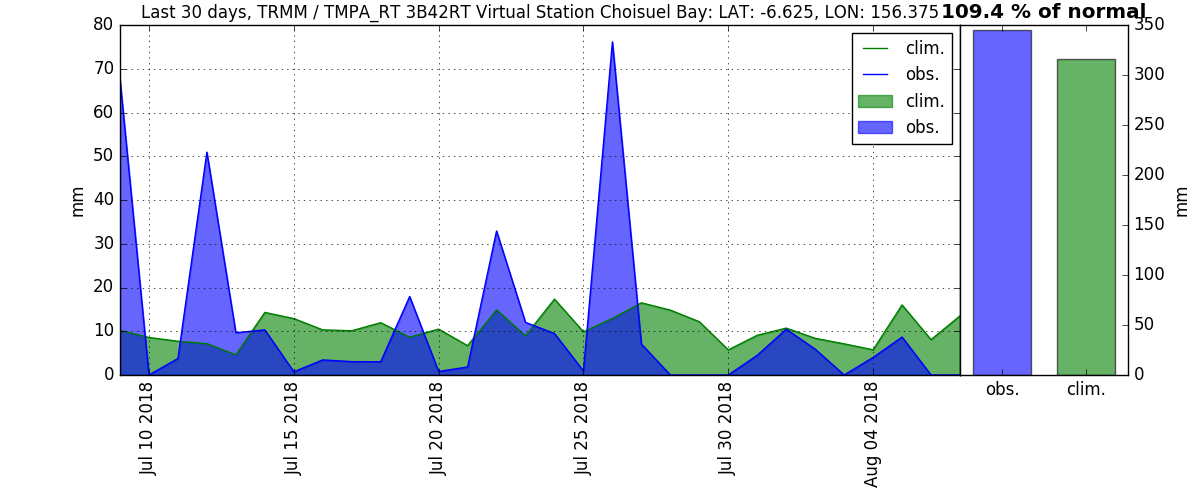 Last 30 days, TRMM / TMPA_RT 3B42RT Virtual Station Choisuel Bay: LAT: -6.625, LON: 156.375
109.4 % of normal
80
70
60
50
40
30
20
10
0
mm
clim.
obs.
clim.
obs.
Jul 10 2018
Jul 15 2018
Jul 20 2018
Jul 25 2018
Jul 30 2018
Aug 04 2018
350
300
250
200
150
100
50
0
mm
obs.
clim.